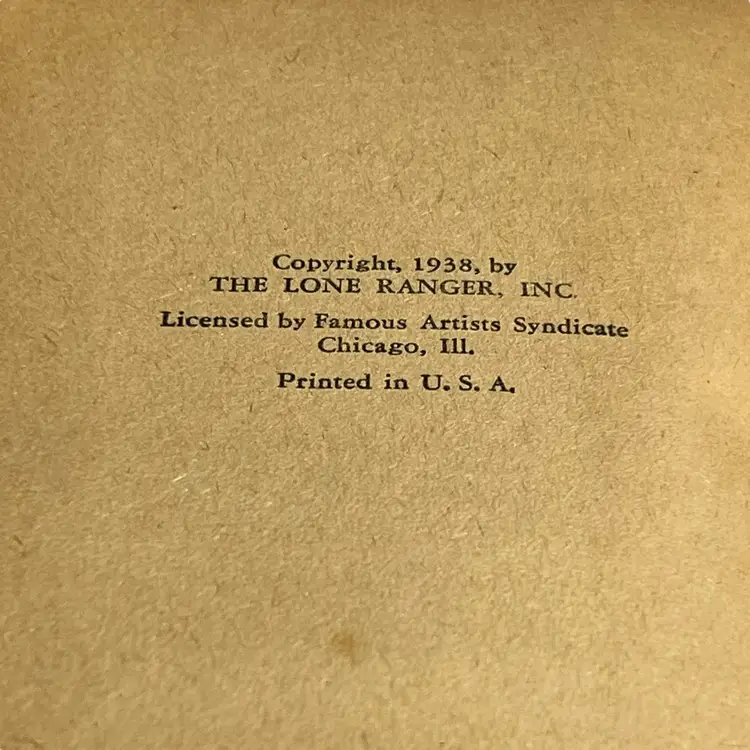 Copyright, 1938, by
THE LONE RANGER, INC.
Licensed by Famous Artists Syndicate
Chicago, Ill.
Printed in U. S. A.